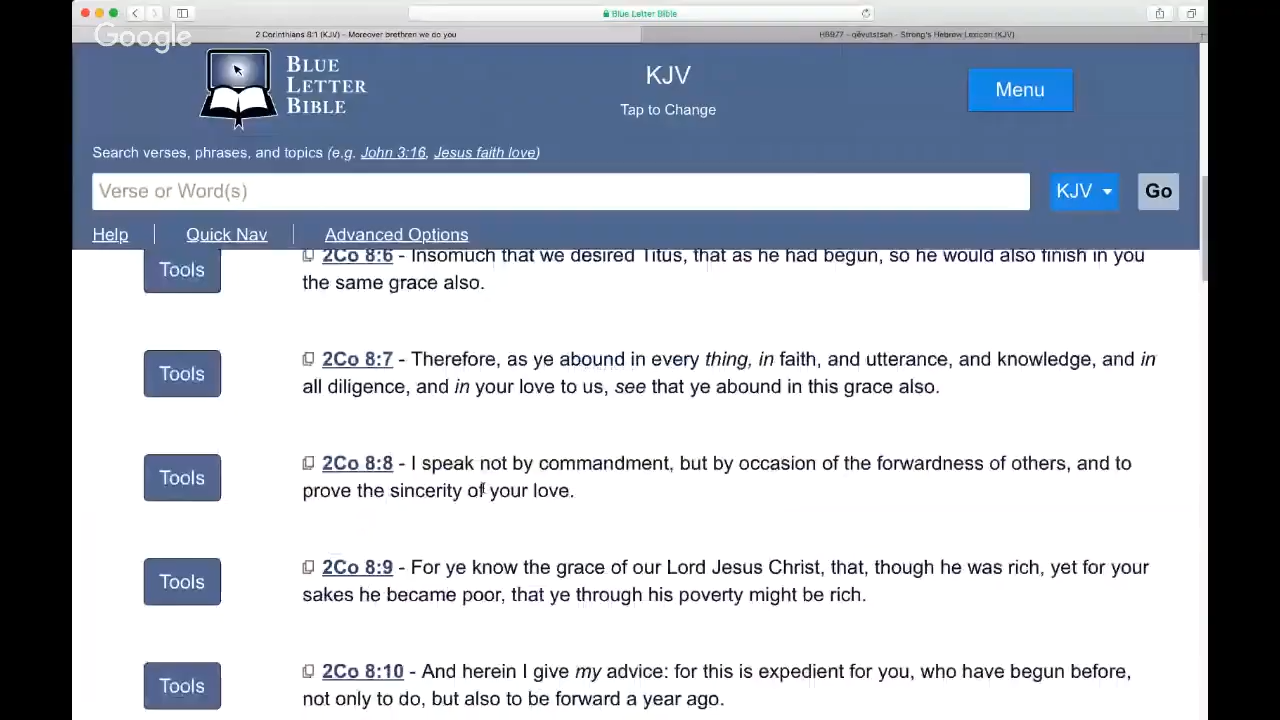 Blue Letter Bible
Google
2 Corinthians 8:1 (KJV) - Moreover brethren we do you
H6977 - qĕvutstsah - Strong's Hebrew Lexicon (KJV)
BLUE
LETTER
BIBLE
KJV
Tap to Change
Menu
Search verses, phrases, and topics (e.g. John 3:16, Jesus faith love)
Verse or Word(s)
KJV
Go
Help
Quick Nav
Advanced Options
Tools
2Co 8:6 - Insomuch that we desired Titus, that as he had begun, so he would also finish in you
the same grace also.
Tools
2Co 8:7 - Therefore, as ye abound in every thing, in faith, and utterance, and knowledge, and in
all diligence, and in your love to us, see that ye abound in this grace also.
Tools
2Co 8:8 - I speak not by commandment, but by occasion of the forwardness of others, and to
prove the sincerity of your love.
Tools
2Co 8:9 - For ye know the grace of our Lord Jesus Christ, that, though he was rich, yet for your
sakes he became poor, that ye through his poverty might be rich.
Tools
2Co 8:10 - And herein I give my advice: for this is expedient for you, who have begun before,
not only to do, but also to be forward a year ago.